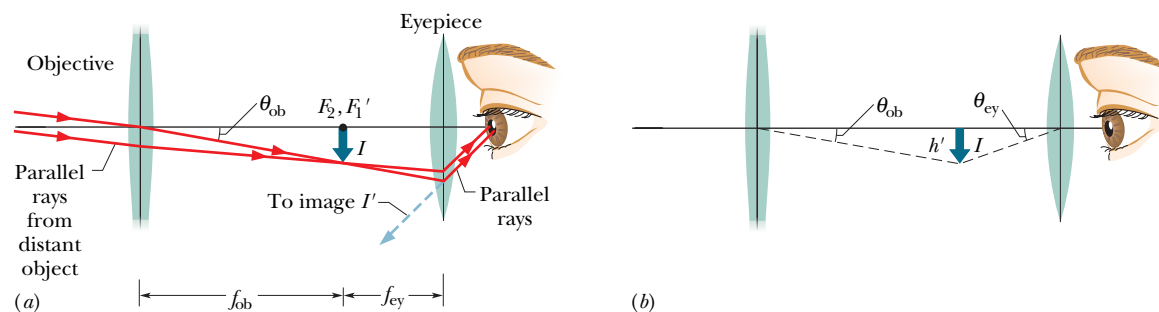 Eyepiece
Objective
θob
F2, F1′
I
Parallel
rays
from
distant
object
To image I′
Parallel
rays
fob
fey
(a)
θob
θey
h′
I
(b)